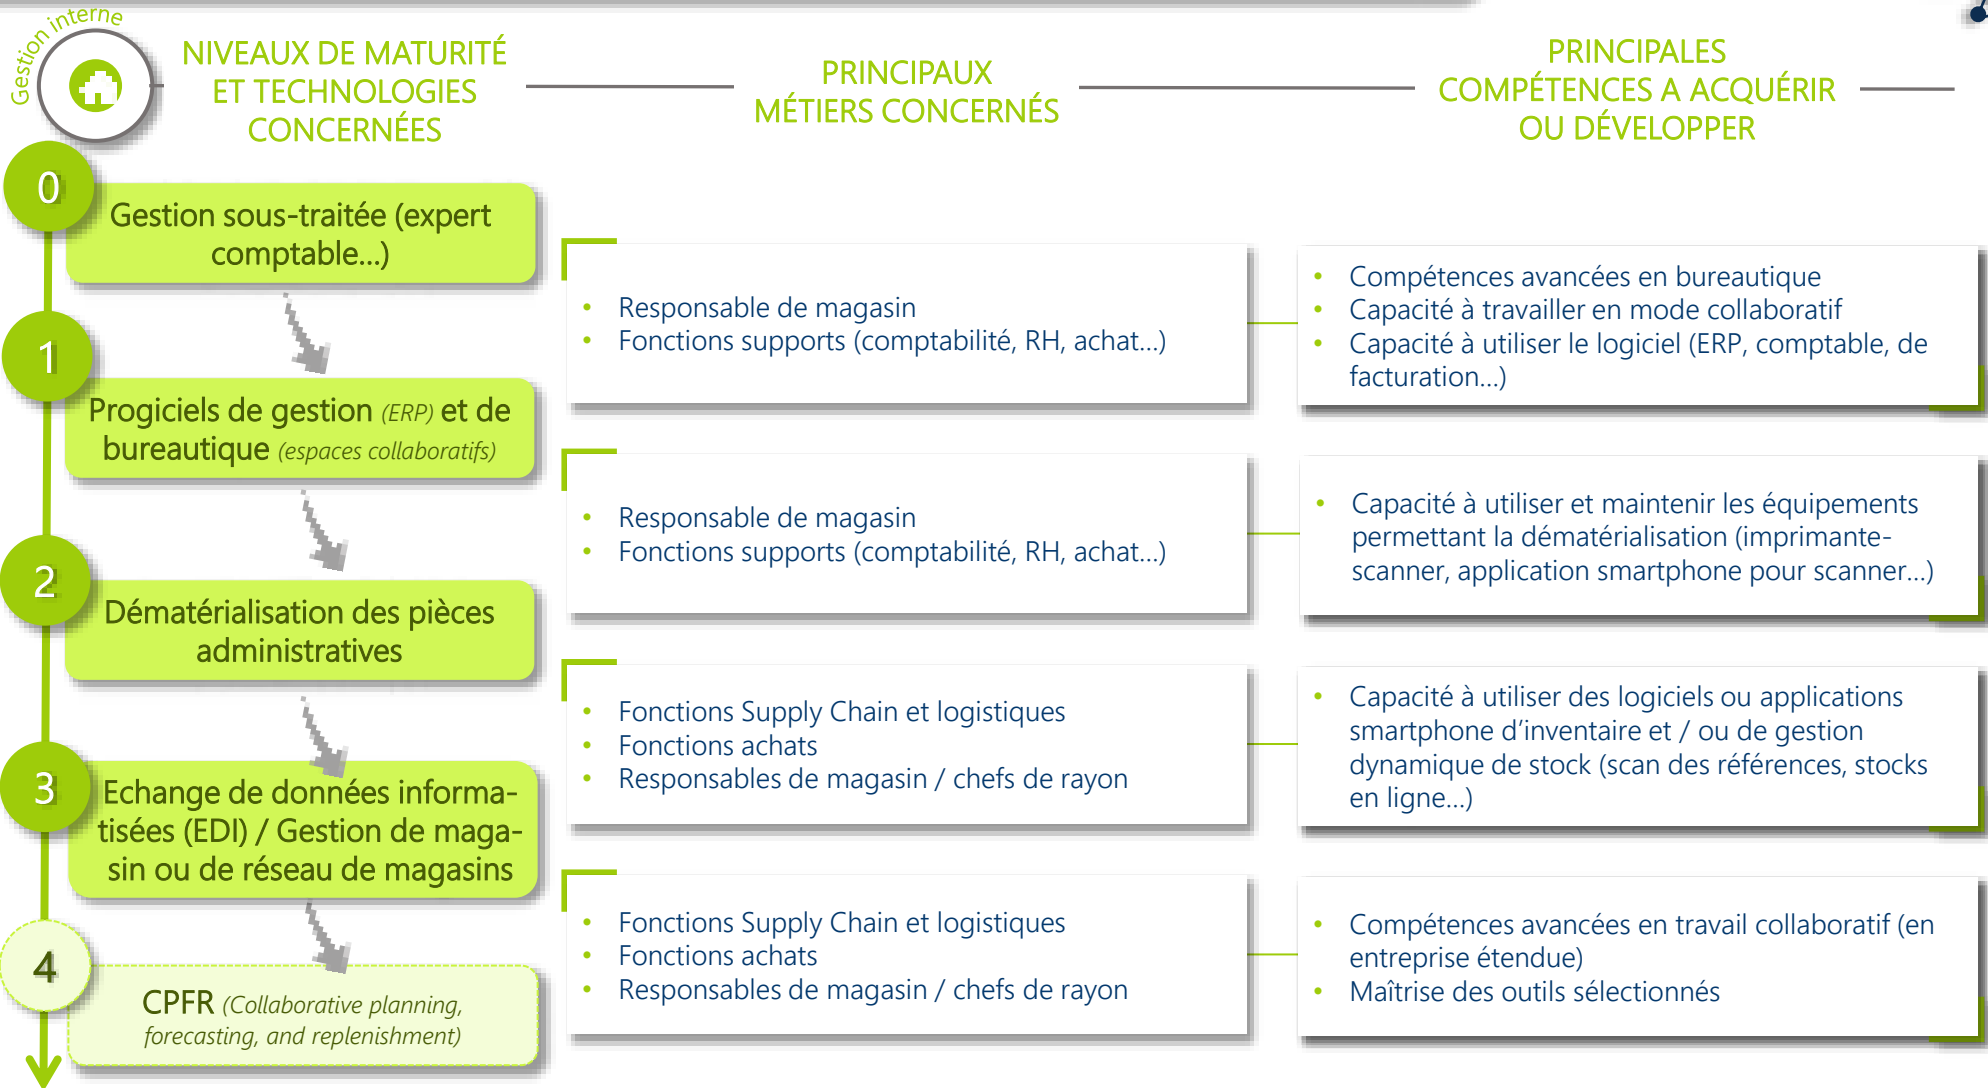 Gestion interne
NIVEAUX DE MATURITÉ
ET TECHNOLOGIES
CONCERNÉES
PRINCIPAUX
MÉTIERS CONCERNÉS
PRINCIPALES
COMPÉTENCES A ACQUÉRIR
OU DÉVELOPPER
0
Gestion sous-traitée (expert
comptable...)
1
Progiciels de gestion (ERP) et de
bureautique (espaces collaboratifs)
• Responsable de magasin
• Fonctions supports (comptabilité, RH, achat...)
• Compétences avancées en bureautique
• Capacité à travailler en mode collaboratif
• Capacité à utiliser le logiciel (ERP, comptable, de
facturation...)
2
Dématérialisation des pièces
administratives
• Responsable de magasin
• Fonctions supports (comptabilité, RH, achat...)
• Capacité à utiliser et maintenir les équipements
permettant la dématérialisation (imprimante-
scanner, application smartphone pour scanner...)
3
Echange de données informa-
tisées (EDI) / Gestion de maga-
sin ou de réseau de magasins
• Fonctions Supply Chain et logistiques
• Fonctions achats
• Responsables de magasin / chefs de rayon
• Capacité à utiliser des logiciels ou applications
smartphone d’inventaire et / ou de gestion
dynamique de stock (scan des références, stocks
en ligne...)
4
CPFR (Collaborative planning,
forecasting, and replenishment)
• Fonctions Supply Chain et logistiques
• Fonctions achats
• Responsables de magasin / chefs de rayon
• Compétences avancées en travail collaboratif (en
entreprise étendue)
• Maîtrise des outils sélectionnés